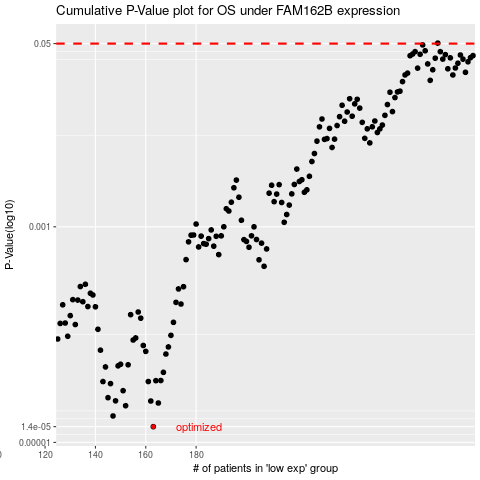 Cumulative P-Value plot for OS under FAM162B expression
P-Value(log10)
0.05
0.001
1.4e-05
0.00001
optimized
0
120
140
160
180
# of patients in 'low exp' group